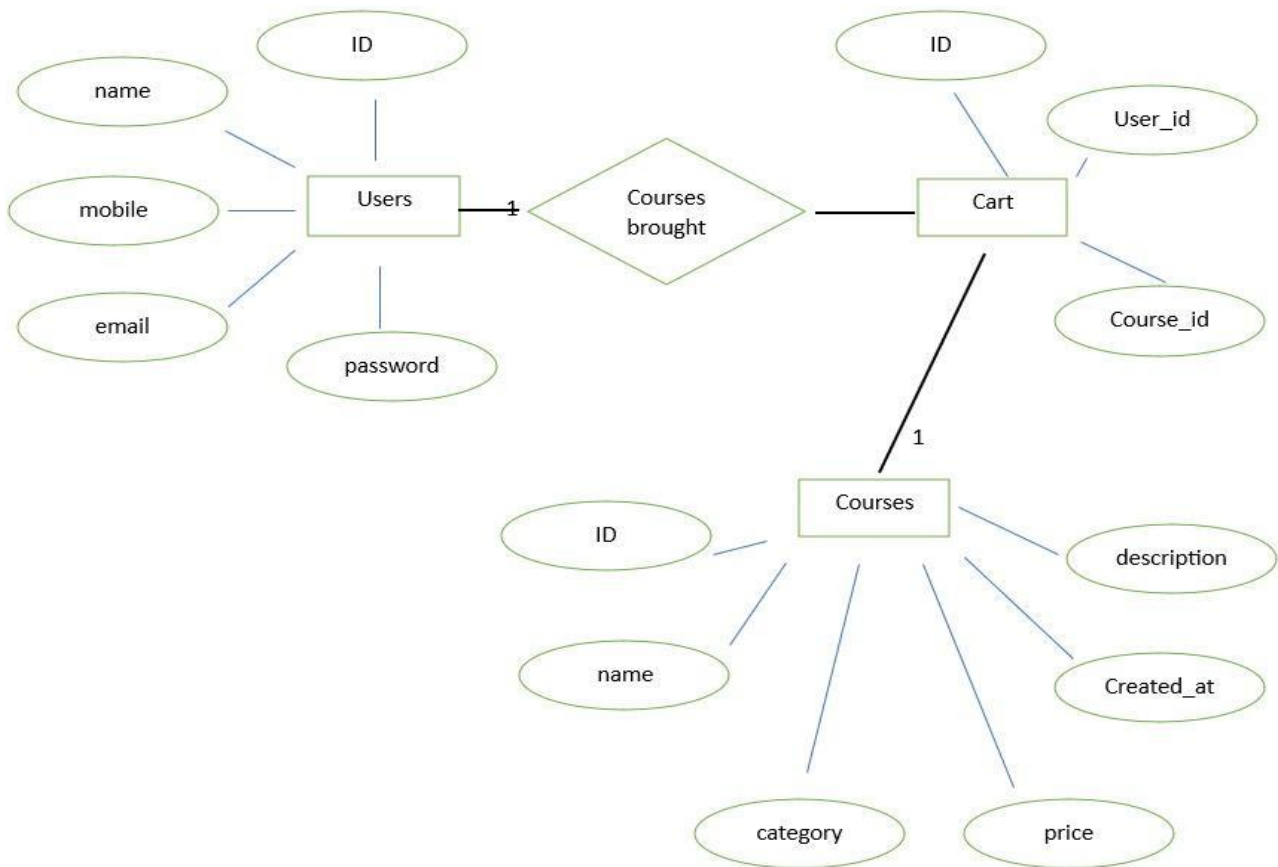 ID
ID
name
User_id
mobile
Users
1
Courses
brought
Cart
email
Course_id
password
1
Courses
ID
description
name
Created_at
category
price